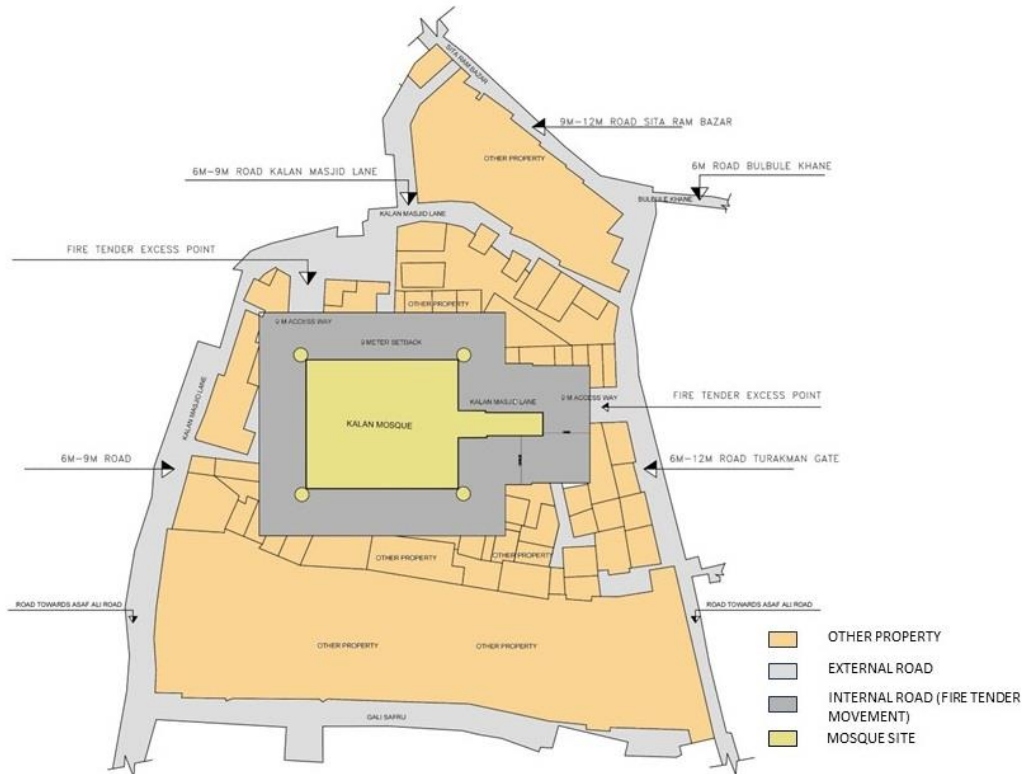 SITA RAM BAZAR
9M-12M ROAD SITA RAM BAZAR
OTHER PROPERTY
6M-9M ROAD KALAN MASJID LANE
6M ROAD BULBULE KHANE
BULBULE KHANE
KALAN MASJID LANE
FIRE TENDER EXCESS POINT
OTHER PROPERTY
9 M ACCESS WAY
9 METER SETBACK
KALAN MASJID LANE
KALAN MASJID LANE
9 M ACCESS WAY
FIRE TENDER EXCESS POINT
KALAN MOSQUE
6M-9M ROAD
6M-12M ROAD TURAKMAN GATE
OTHER PROPERTY
OTHER PROPERTY
ROAD TOWARDS ASAF ALI ROAD
ROAD TOWARDS ASAF ALI ROAD
OTHER PROPERTY
OTHER PROPERTY
GALI SAFRU
OTHER PROPERTY
EXTERNAL ROAD
INTERNAL ROAD (FIRE TENDER
MOVEMENT)
MOSQUE SITE